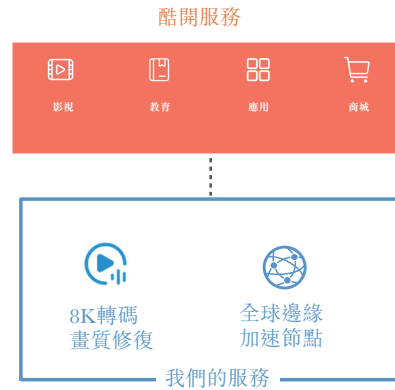 酷開服務
影視
教育
應用
商城
8K轉碼
畫質修復
全球邊緣
加速節點
我們的服務